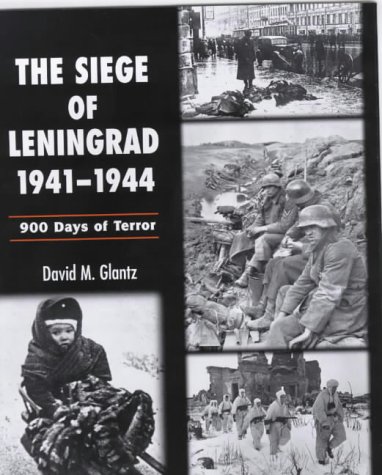 THE SIEGE
OF
LENINGRAD
1941–1944
900 Days of Terror
David M. Glantz